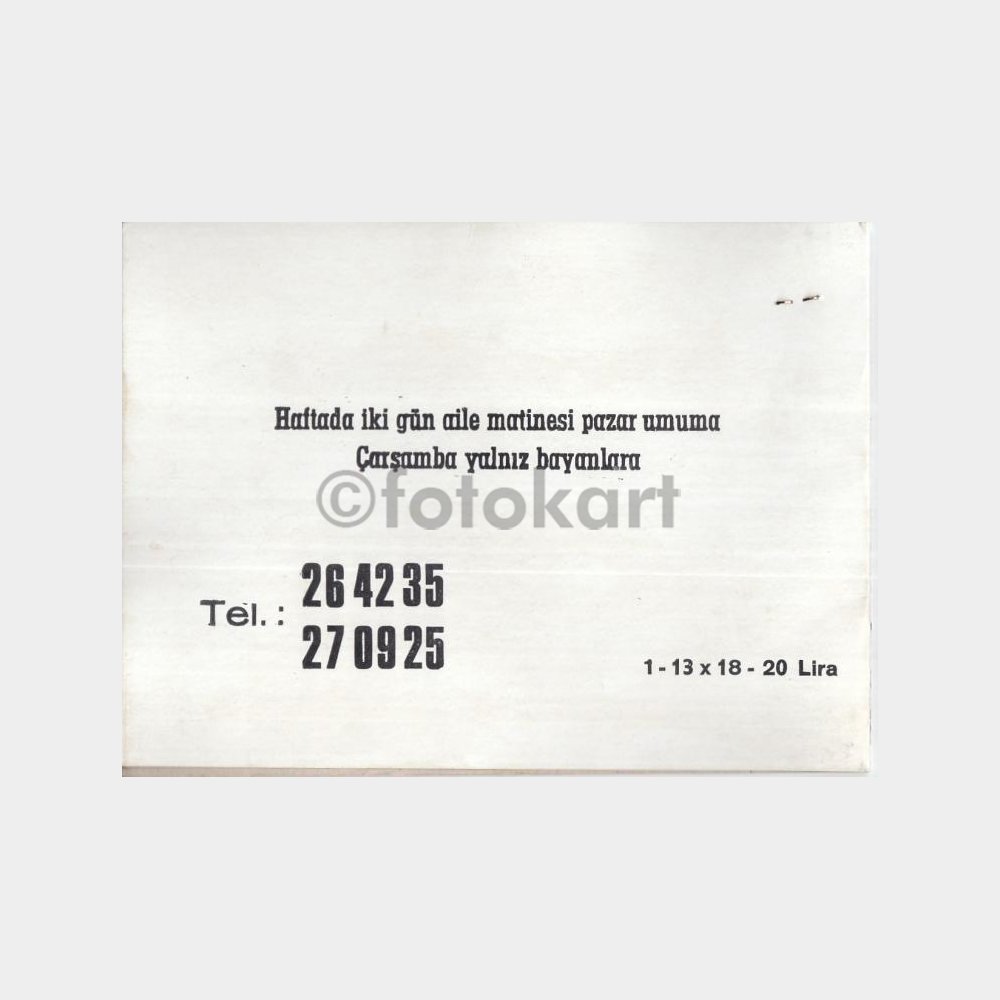 Haftada iki gün aile matinesi pazar umuma
Çarşamba yalnız bayanlara
©fotokart
Tel. : 26 42 35
27 09 25
1 - 13 x 18 - 20 Lira